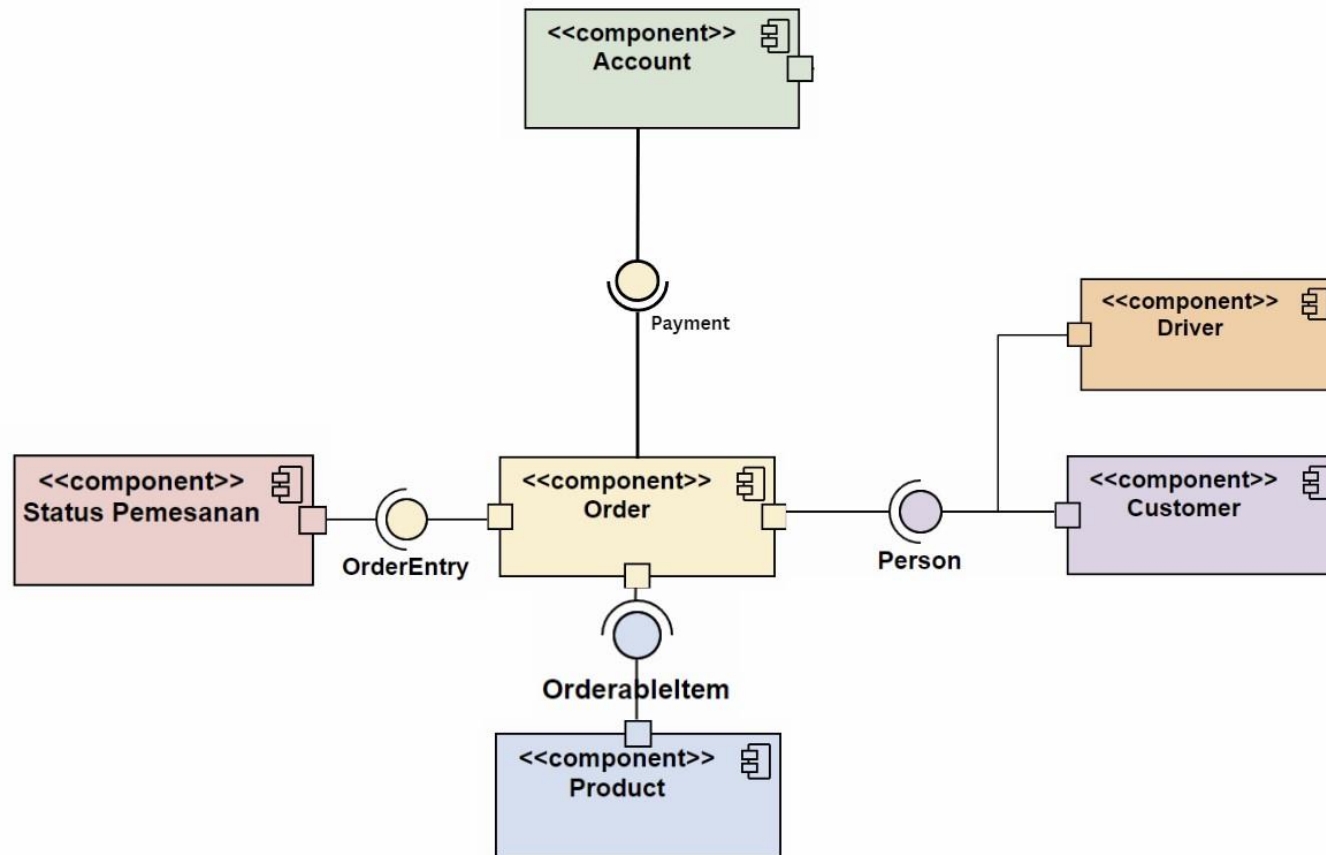 <<component>>
Account
Payment
<<component>>
Driver
<<component>>
Status Pemesanan
OrderEntry
<<component>>
Order
Person
<<component>>
Customer
OrderableItem
<<component>>
Product